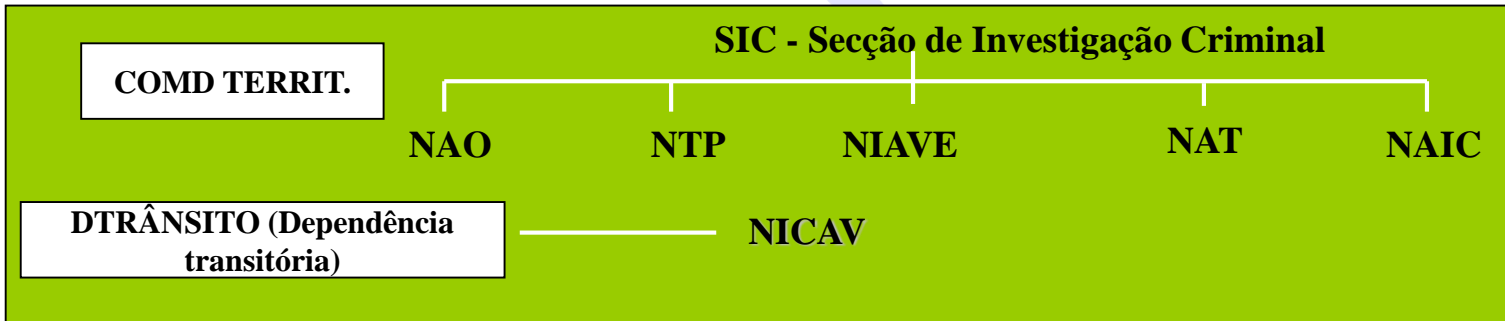 SIC - Secção de Investigação Criminal
COMD TERRIT.
NAO NTP NIAVE NAT NAIC
DTRÂNSITO (Dependência
transitória)
NICAV